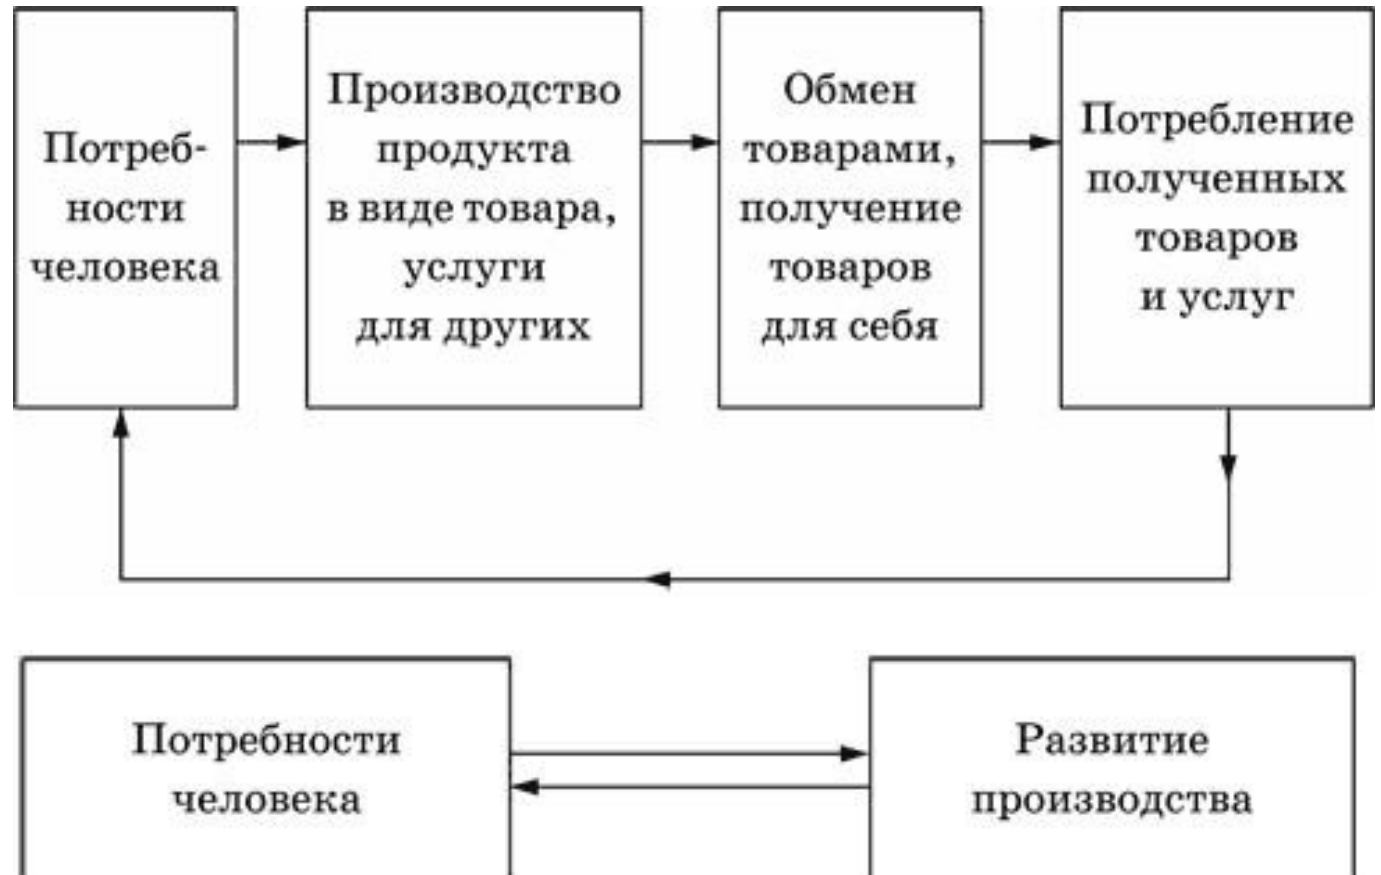 Потреб-
ности
человека
Производство
продукта
в виде товара,
услуги
для других
Обмен
товарами,
получение
товаров
для себя
Потребление
полученных
товаров
и услуг
Потребности
человека
Развитие
производства